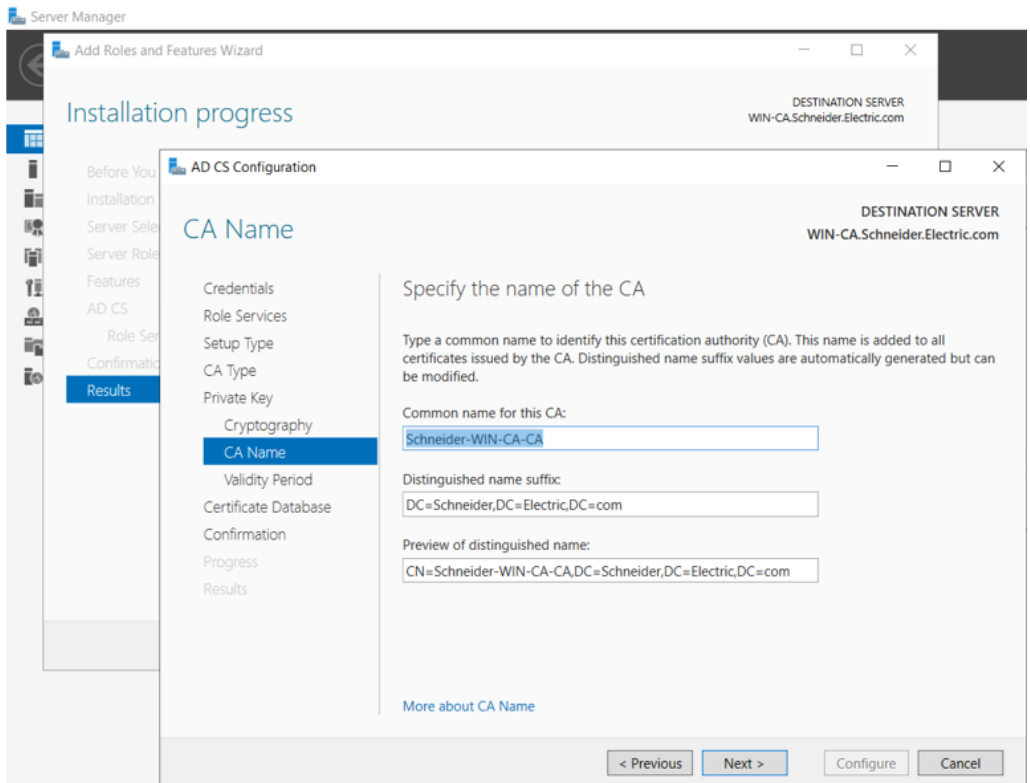 Server Manager
Add Roles and Features Wizard
Installation progress
DESTINATION SERVER
WIN-CA.Schneider.Electric.com
Before You
Installation
Server Sele
Server Role
Features
AD CS
Role Ser
Confirmatio
Results
AD CS Configuration
CA Name
DESTINATION SERVER
WIN-CA.Schneider.Electric.com
Credentials
Role Services
Setup Type
CA Type
Private Key
Cryptography
CA Name
Validity Period
Certificate Database
Confirmation
Progress
Results
Specify the name of the CA
Type a common name to identify this certification authority (CA). This name is added to all
certificates issued by the CA. Distinguished name suffix values are automatically generated but can
be modified.
Common name for this CA:
Schneider-WIN-CA-CA
Distinguished name suffix:
DC=Schneider,DC=Electric,DC=com
Preview of distinguished name:
CN=Schneider-WIN-CA-CA,DC=Schneider,DC=Electric,DC=com
More about CA Name
< Previous
Next >
Configure
Cancel